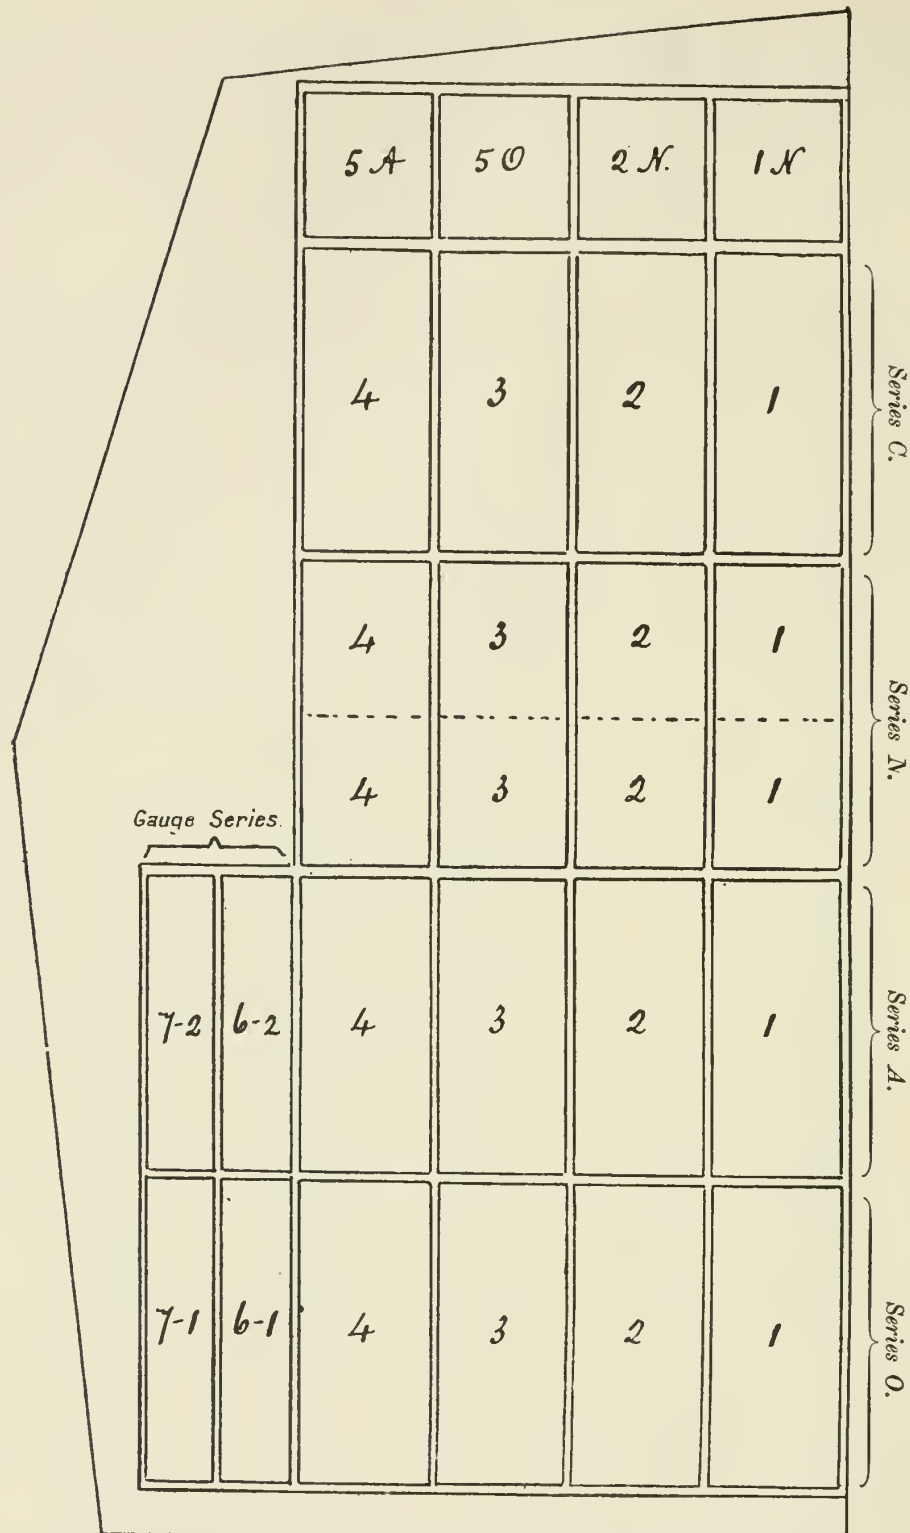 5 A 5 O 2 N. 1 N
4 3 2 1
Series C.
4 3 2 1
4 3 2 1
Series N.
Gauge Series.
7-2 6-2 4 3 2 1
Series A.
7-1 6-1 4 3 2 1
Series O.